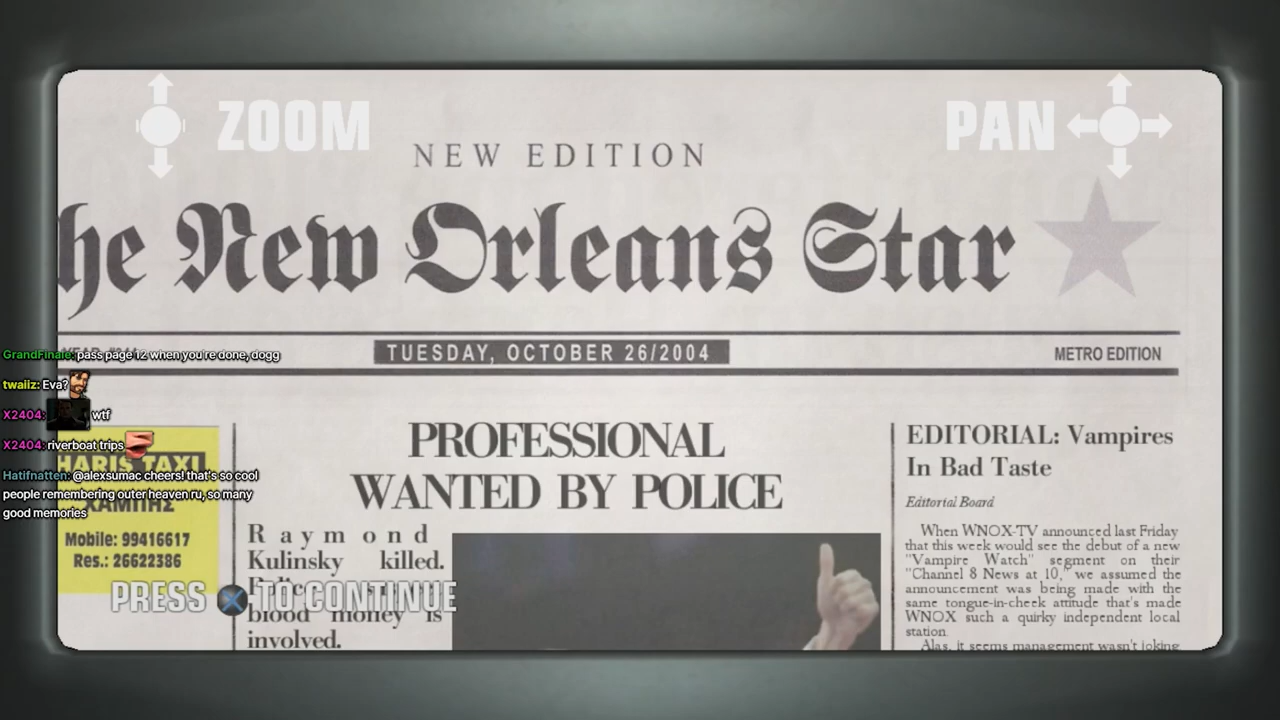 ZOOM
PAN
NEW EDITION
he New Orleans Star
TUESDAY, OCTOBER 26/2004
METRO EDITION
GrandFinale: pass page 12 when you're done, dogg
twaiiz: Eva?
X2404: wtf
X2404: riverboat trips
Hatifnatten: @alexsumac cheers! that's so cool
people remembering outer heaven ru, so many
good memories
HARIS TAXI
ΧΑΜΠΗΣ
Mobile: 99416617
Res.: 26622386
PROFESSIONAL
WANTED BY POLICE
Raymond
Kulinsky killed.
blood money is
involved.
EDITORIAL: Vampires
In Bad Taste
Editorial Board
When WNOX-TV announced last Friday
that this week would see the debut of a new
"Vampire Watch" segment on their
"Channel 8 News at 10," we assumed the
announcement was being made with the
same tongue-in-cheek attitude that's made
WNOX such a quirky independent local
station.
Alas, it seems management wasn't joking
PRESS TO CONTINUE